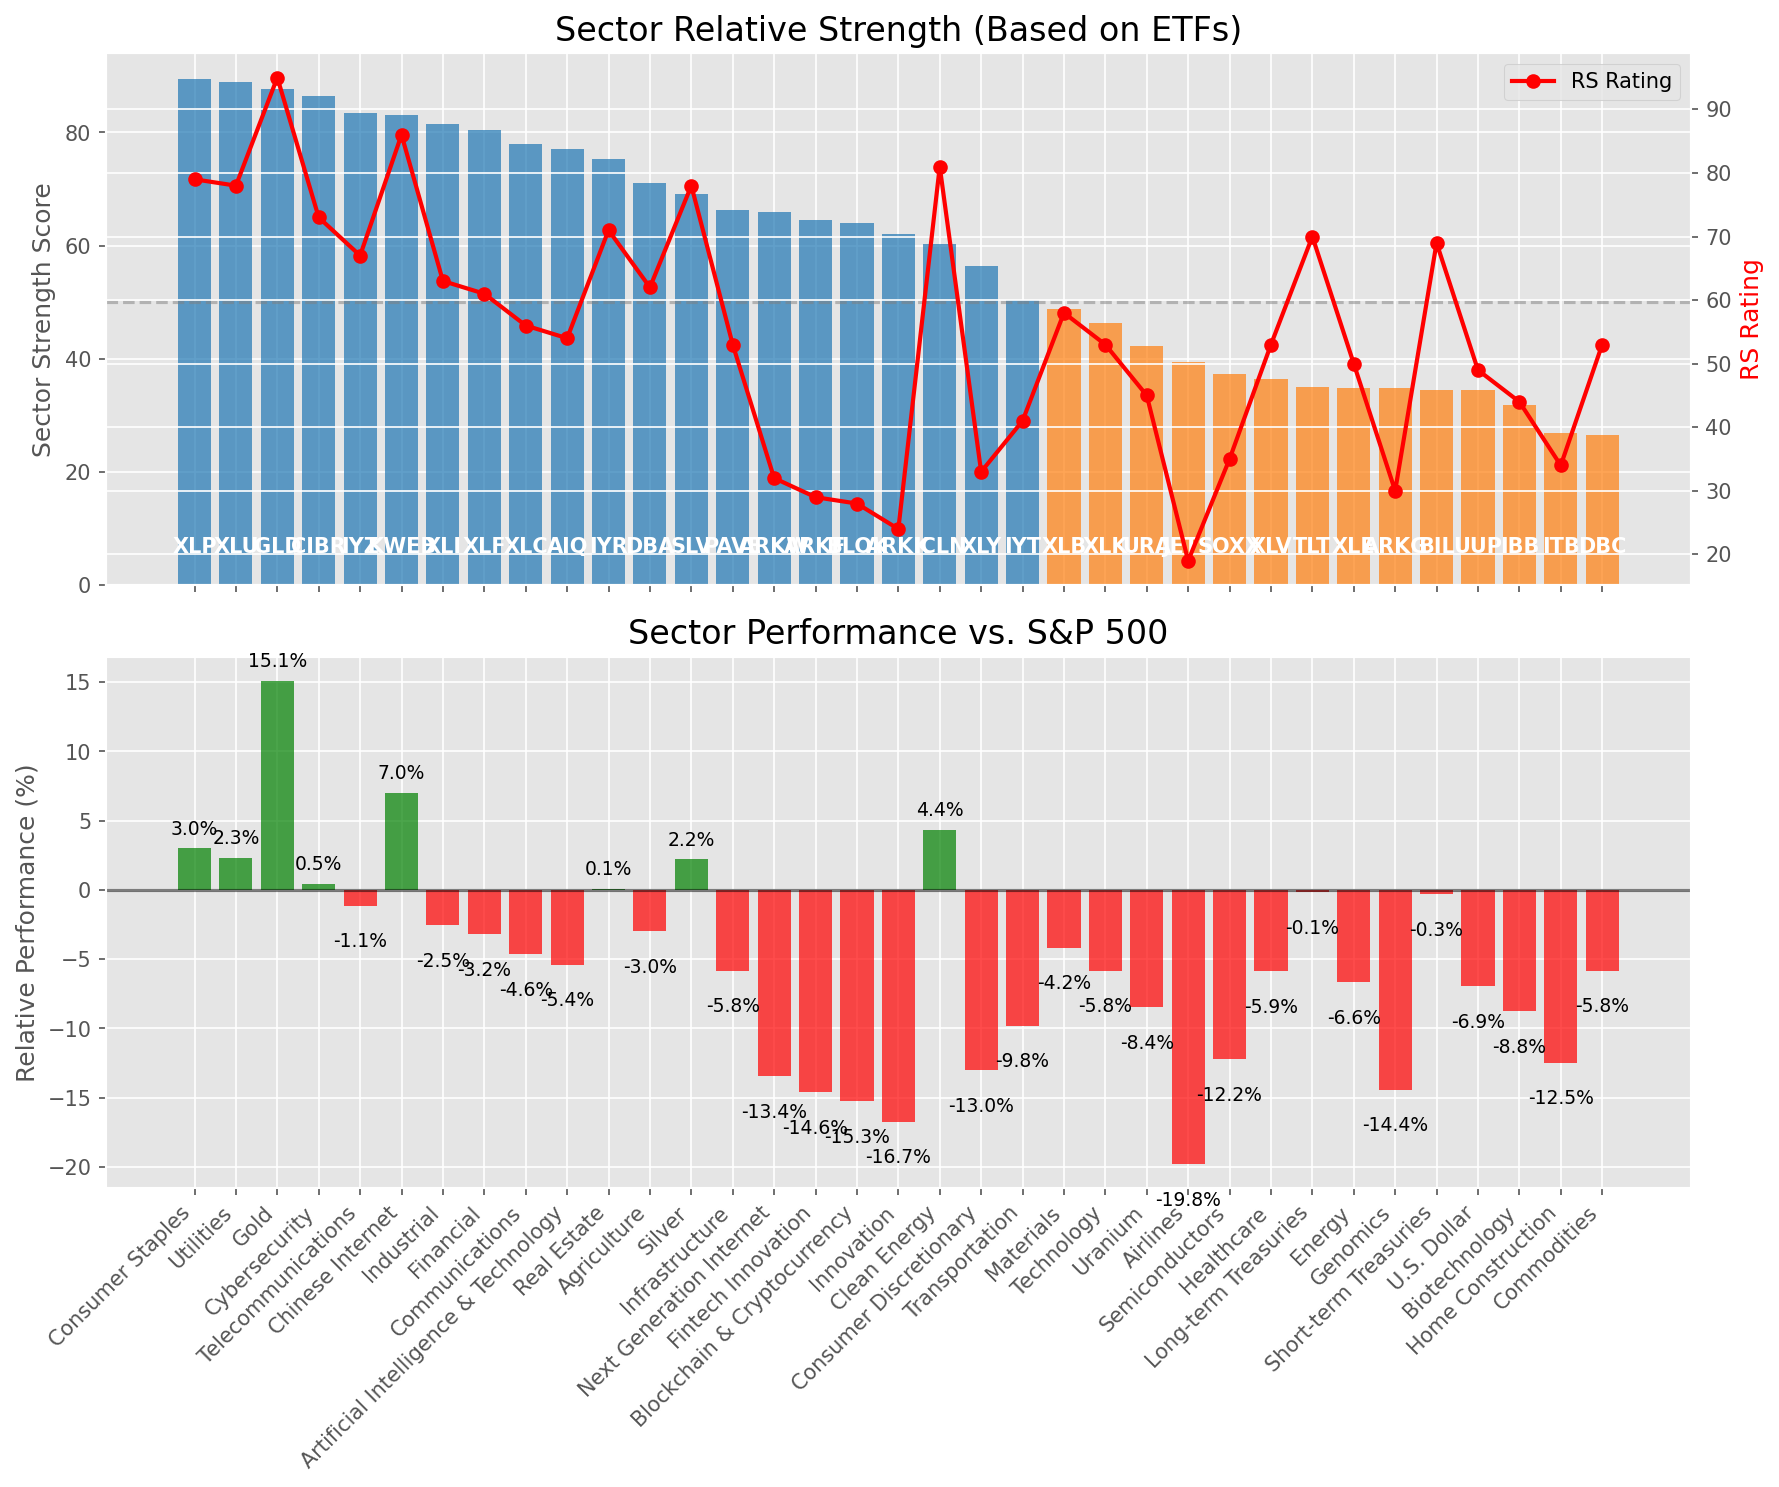 Sector Relative Strength (Based on ETFs)
RS Rating
Sector Strength Score
80
60
40
20
0
90
80
70
60
50
40
30
20
RS Rating
XLP XLU GLD CIBR IYZ KWEB XLI XLF XLC AIQ IYR DBA SLV PAVE ARKW ARKF BLOK ARKK ICLN XLY IYT XLB XLK URA JETS SOXX XLV TLT XLE ARKG BIL UUP IBB ITB DBC
Sector Performance vs. S&P 500
Relative Performance (%)
15
10
5
0
−5
−10
−15
−20
3.0% 2.3% 15.1% 0.5% -1.1% 7.0% -2.5% -3.2% -4.6% -5.4% 0.1% -3.0% 2.2% -5.8% -13.4% -14.6% -15.3% -16.7% 4.4% -13.0% -9.8% -4.2% -5.8% -8.4% -19.8% -12.2% -5.9% -0.1% -6.6% -14.4% -0.3% -6.9% -8.8% -12.5% -5.8%
Consumer Staples
Utilities
Gold
Cybersecurity
Telecommunications
Chinese Internet
Industrial
Financial
Communications
Artificial Intelligence & Technology
Real Estate
Agriculture
Silver
Infrastructure
Next Generation Internet
Fintech Innovation
Blockchain & Cryptocurrency
Innovation
Clean Energy
Consumer Discretionary
Transportation
Materials
Technology
Uranium
Airlines
Semiconductors
Healthcare
Long-term Treasuries
Energy
Genomics
Short-term Treasuries
U.S. Dollar
Biotechnology
Home Construction
Commodities